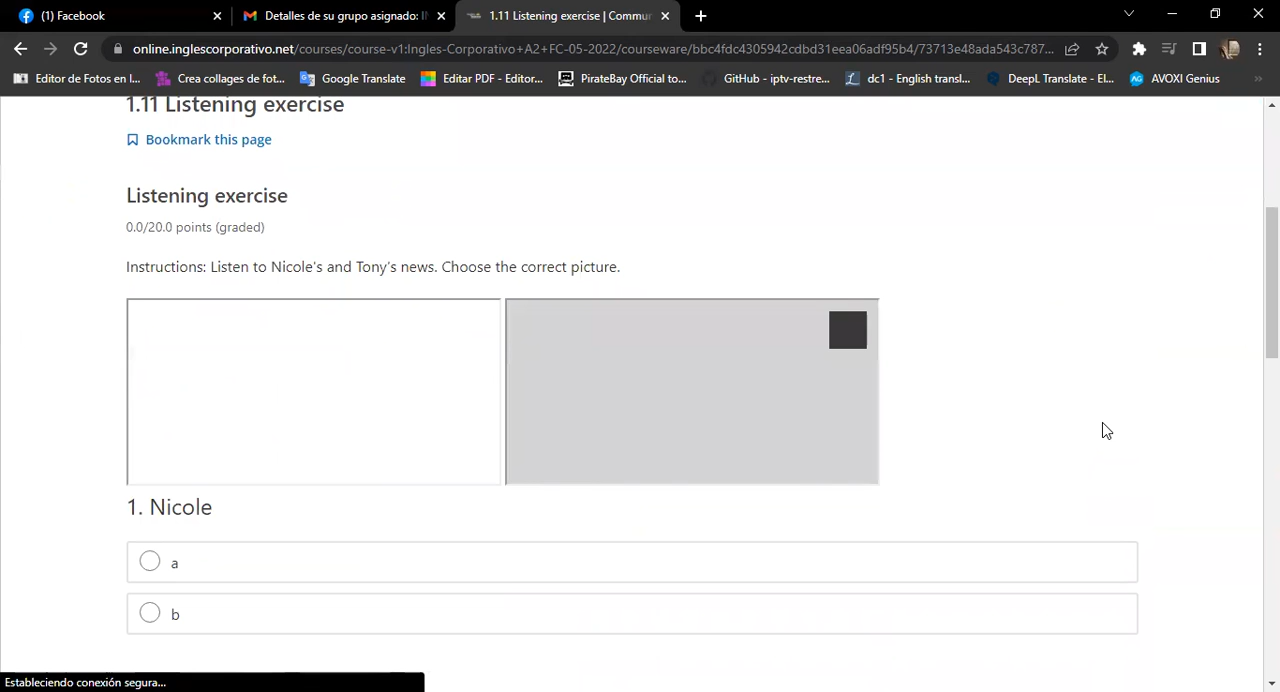 (1) Facebook
Detalles de su grupo asignado: I
1.11 Listening exercise | Commu
online.inglescorporativo.net/courses/course-v1:Ingles-Corporativo+A2+FC-05-2022/courseware/bbc4fdc4305942cdbd31eea06adf95b4/73713e48ada543c787...
Editor de Fotos en l... Crea collages de fot... Google Translate Editar PDF - Editor... PirateBay Official to... GitHub - iptv-restre... dc1 - English transl... DeepL Translate - El... AVOXI Genius
1.11 Listening exercise
Bookmark this page
Listening exercise
0.0/20.0 points (graded)
Instructions: Listen to Nicole's and Tony's news. Choose the correct picture.
1. Nicole
a
b
Estableciendo conexión segura...